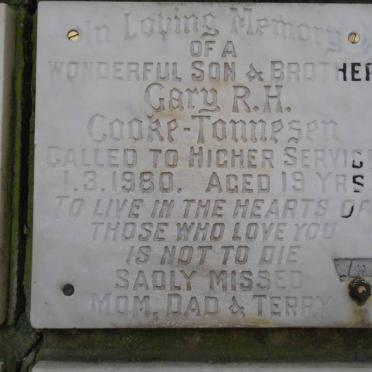 In Loving Memory
OF A
WONDERFUL SON & BROTHER
Gary R.H.
Cooke-Tonnesen
CALLED TO HIGHER SERVICE
1.3.1980. AGED 19 YRS
TO LIVE IN THE HEARTS OF
THOSE WHO LOVE YOU
IS NOT TO DIE
SADLY MISSED
MOM, DAD & TERRY